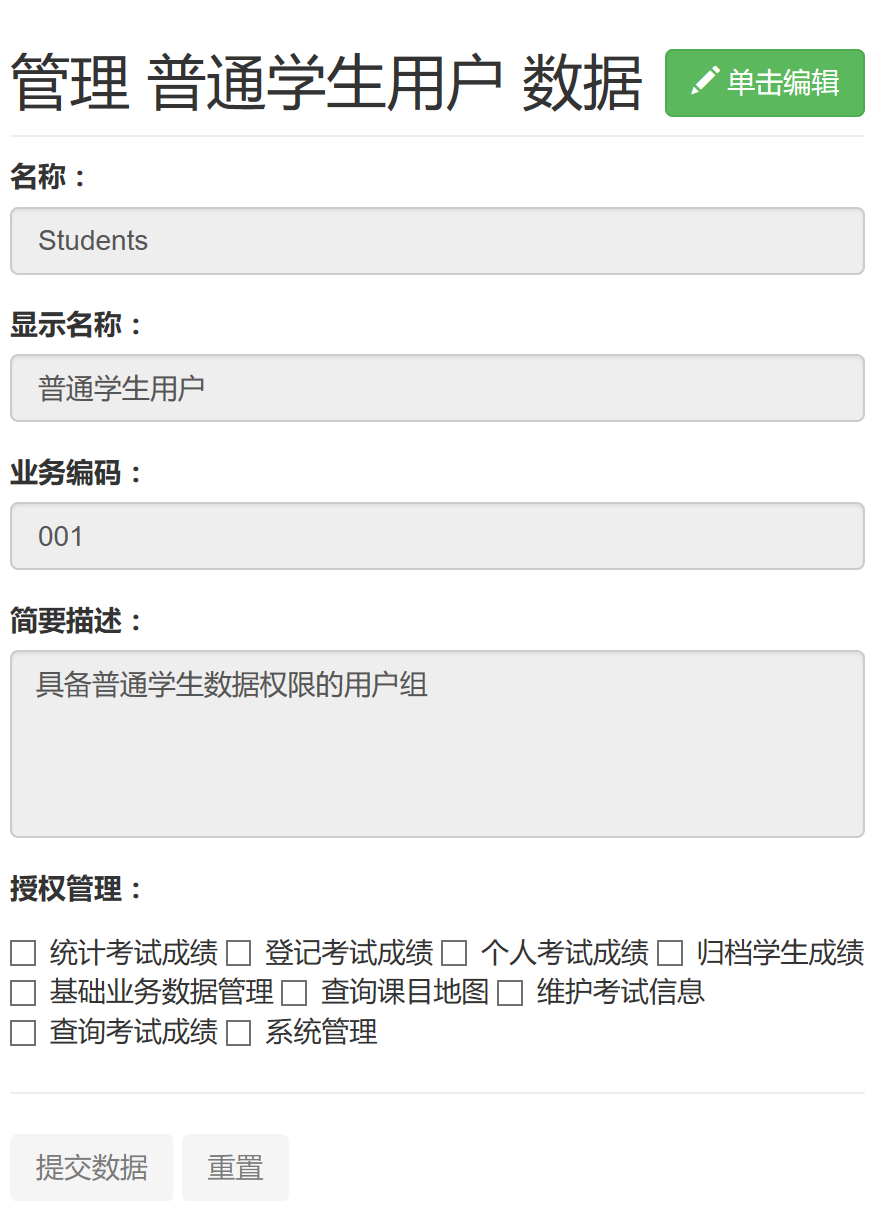 管理 普通学生用户 数据 单击编辑
名称：
Students
显示名称：
普通学生用户
业务编码：
001
简要描述：
具备普通学生数据权限的用户组
授权管理：
统计考试成绩 登记考试成绩 个人考试成绩 归档学生成绩
基础业务数据管理 查询课目地图 维护考试信息
查询考试成绩 系统管理
提交数据 重置